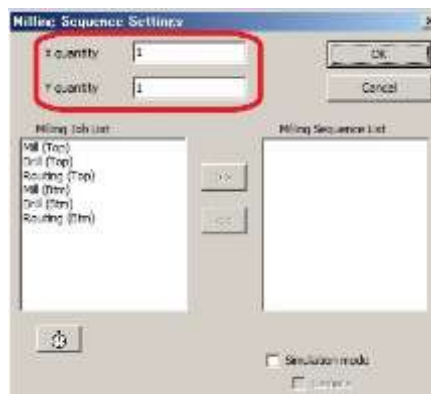 Milling Sequence Settings
X quantity
1
OK
Y quantity
1
Cancel
Milling Job List
Milling Sequence List
Mill (Top)
Drill (Top)
Routing (Top)
Mill (Btm)
Drill (Btm)
Routing (Btm)
>>
<<
Simulation mode